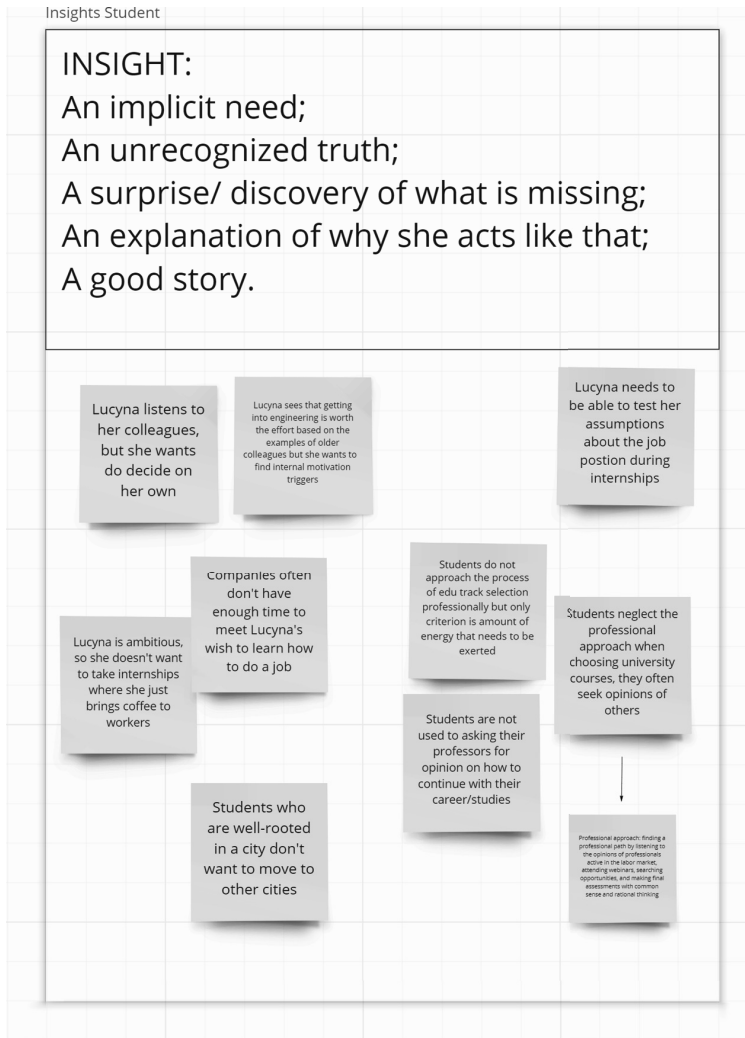 Insights Student
INSIGHT:
An implicit need;
An unrecognized truth;
A surprise/ discovery of what is missing;
An explanation of why she acts like that;
A good story.
Lucyna listens to
her colleagues,
but she wants
do decide on
her own
Lucyna sees that getting
into engineering is worth
the effort based on the
examples of older
colleagues but she wants to
find internal motivation
triggers
Lucyna needs to
be able to test her
assumptions
about the job
postion during
internships
Companies often
don't have
enough time to
meet Lucyna's
wish to learn how
to do a job
Lucyna is ambitious,
so she doesn't want
to take internships
where she just
brings coffee to
workers
Students do not
approach the process
of edu track selection
professionally but only
criterion is amount of
energy that needs to be
exerted
Students neglect the
professional
approach when
choosing university
courses, they often
seek opinions of
others
Students are not
used to asking their
professors for
opinion on how to
continue with their
career/studies
Students who
are well-rooted
in a city don't
want to move to
other cities
Professional approach: finding a
professional path by listening to
the opinions of professionals
active in the labor market,
attending webinars, searching
opportunities, and making final
assessments with common
sense and rational thinking